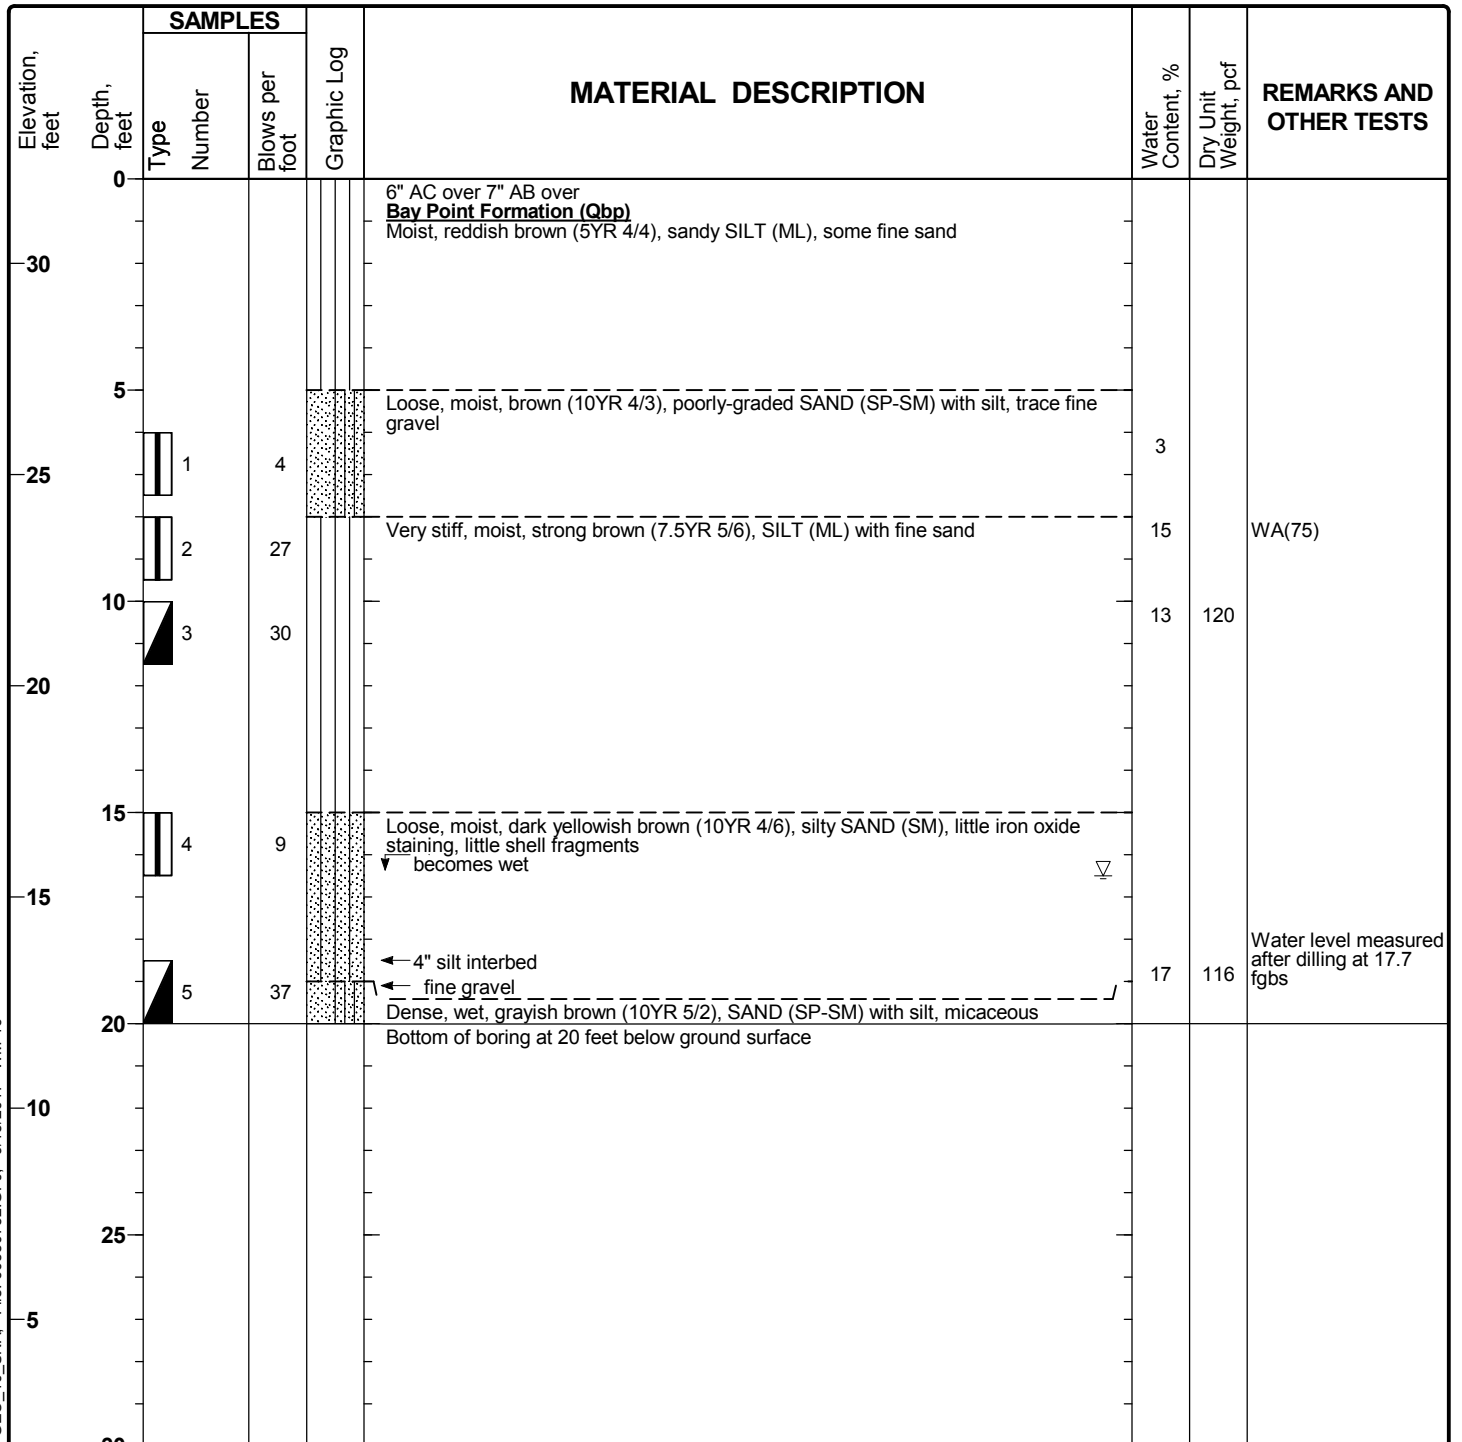 SAMPLES
Elevation, feet
Depth, feet
Type
Number
Blows per foot
Graphic Log
MATERIAL DESCRIPTION
Water Content, %
Dry Unit Weight, pcf
REMARKS AND
OTHER TESTS
0
6" AC over 7" AB over
Bay Point Formation (Qbp)
Moist, reddish brown (5YR 4/4), sandy SILT (ML), some fine sand
30
5
Loose, moist, brown (10YR 4/3), poorly-graded SAND (SP-SM) with silt, trace fine
gravel
1 4 3
25
Very stiff, moist, strong brown (7.5YR 5/6), SILT (ML) with fine sand 15 WA(75)
2 27
10
13 120
3 30
20
15
Loose, moist, dark yellowish brown (10YR 4/6), silty SAND (SM), little iron oxide
staining, little shell fragments
4 9
becomes wet
15
Water level measured
after dilling at 17.7
fgbs
4" silt interbed
17 116
fine gravel
5 37
Dense, wet, grayish brown (10YR 5/2), SAND (SP-SM) with silt, micaceous
20
Bottom of boring at 20 feet below ground surface
10
25
5